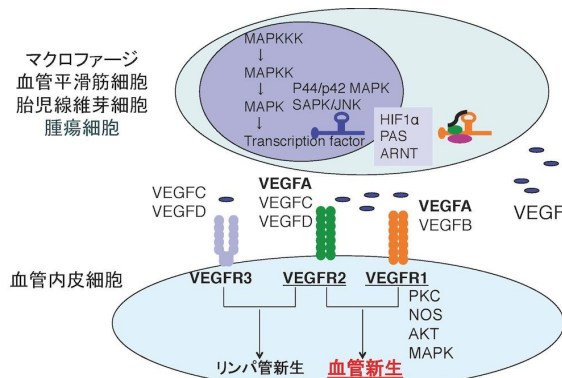 マクロファージ
血管平滑筋細胞
胎児線維芽細胞
腫瘍細胞
MAPKKK
↓
MAPKK
↓
MAPK
↓
Transcription factor
P44/p42 MAPK
SAPK/JNK
HIF1α
PAS
ARNT
VEGFC
VEGFD
VEGFA
VEGFC
VEGFD
VEGFA
VEGFB
VEGF
血管内皮細胞
VEGFR3
VEGFR2
VEGFR1
PKC
NOS
AKT
MAPK
リンパ管新生
血管新生